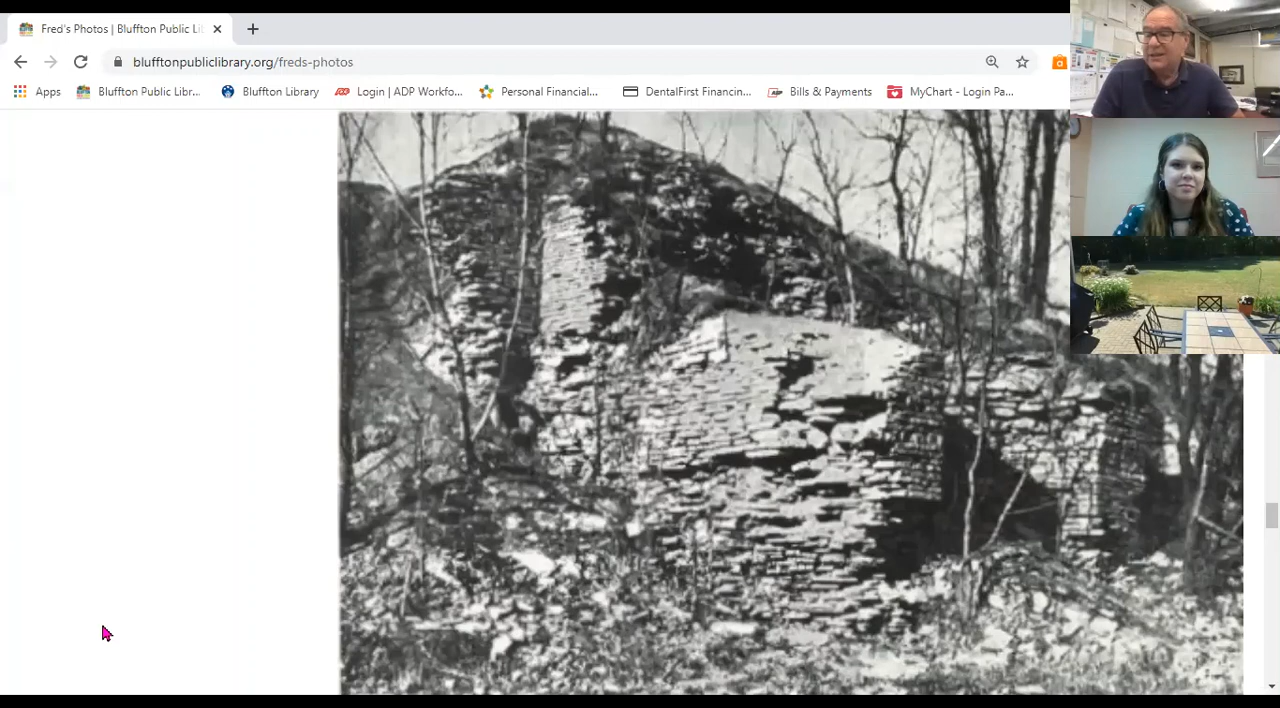 Fred's Photos | Bluffton Public Lib
blufftonpubliclibrary.org/freds-photos
Apps
Bluffton Public Libr...
Bluffton Library
Login | ADP Workfo...
Personal Financial...
DentalFirst Financin...
Bills & Payments
MyChart - Login Pa...